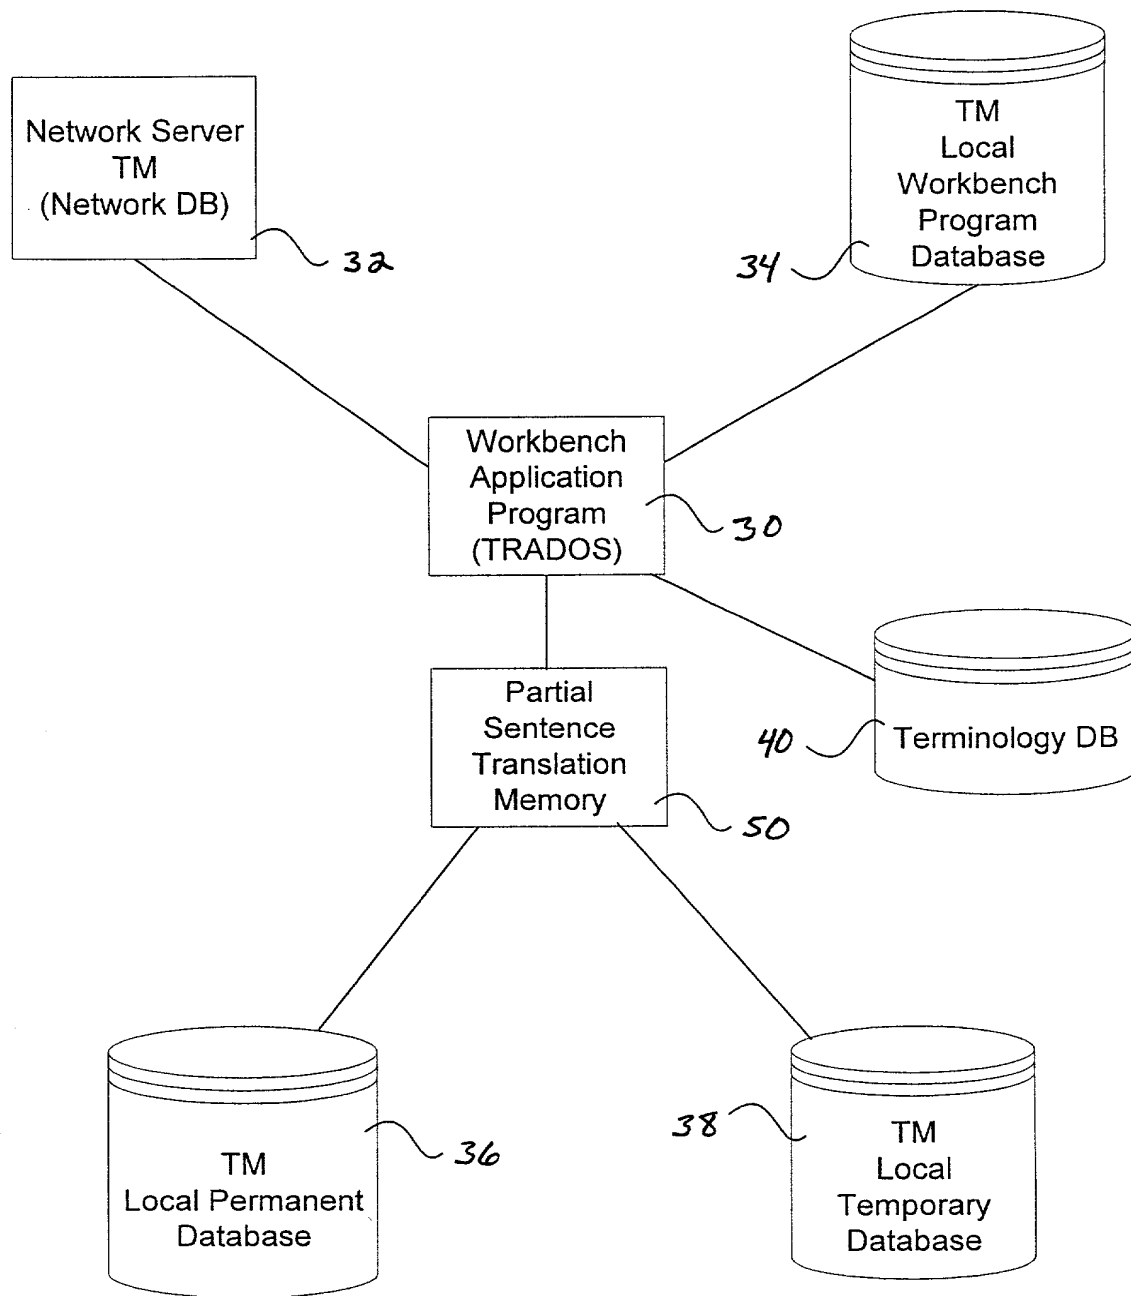 Network Server
TM
(Network DB)
32
TM
Local
Workbench
Program
Database
34
Workbench
Application
Program
(TRADOS)
30
Partial
Sentence
Translation
Memory
50
40
Terminology DB
TM
Local Permanent
Database
36
38
TM
Local
Temporary
Database